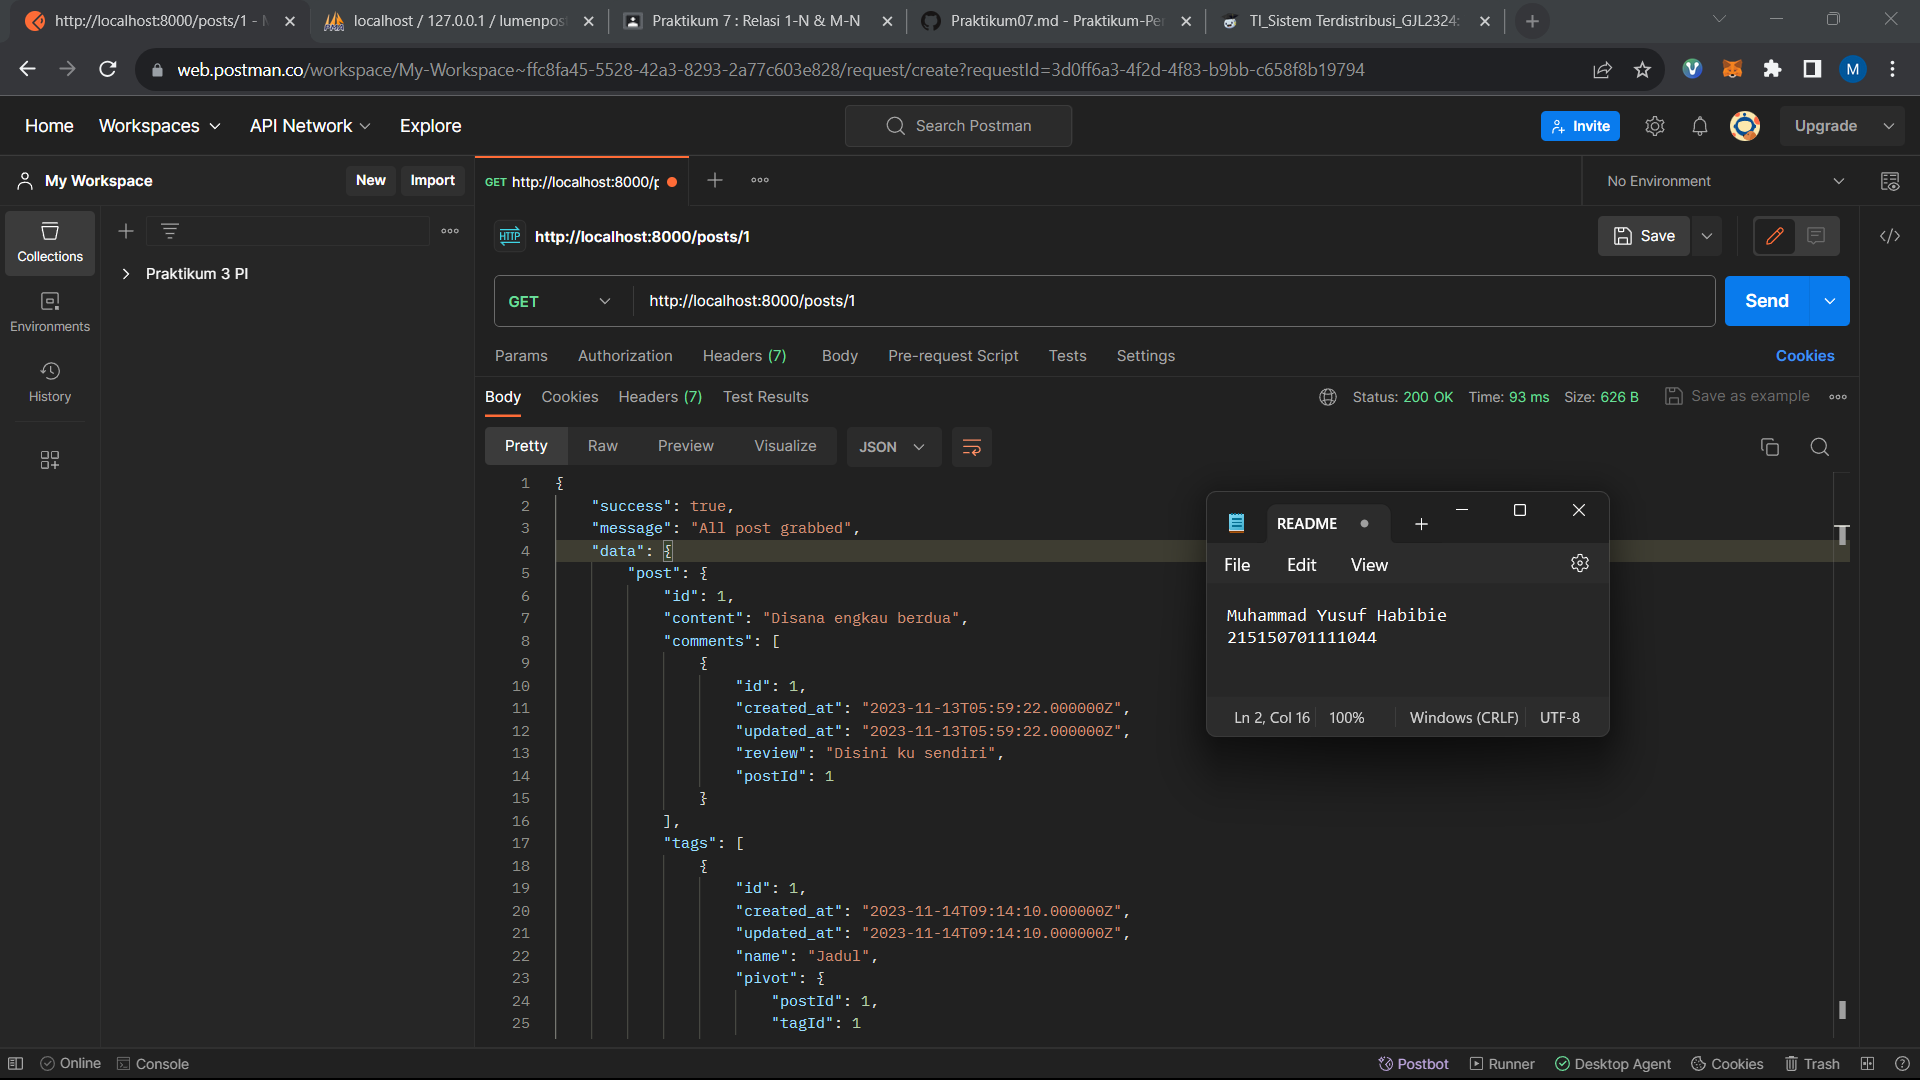 http://localhost:8000/posts/1 - M
localhost / 127.0.0.1 / lumenpost
Praktikum 7 : Relasi 1-N & M-N
Praktikum07.md - Praktikum-Pe
TI_Sistem Terdistribusi_GJL2324:
web.postman.co/workspace/My-Workspace~ffc8fa45-5528-42a3-8293-2a77c603e828/request/create?requestId=3d0ff6a3-4f2d-4f83-b9bb-c658f8b19794
M
Home Workspaces API Network Explore
Search Postman
Invite
Upgrade
My Workspace
New Import
GET http://localhost:8000/p
No Environment
Collections
Environments
History
Praktikum 3 PI
HTTP http://localhost:8000/posts/1
Save
GET http://localhost:8000/posts/1
Send
Params Authorization Headers (7) Body Pre-request Script Tests Settings
Cookies
Body Cookies Headers (7) Test Results
Status: 200 OK Time: 93 ms Size: 626 B Save as example
Pretty Raw Preview Visualize JSON
1 {
2 "success": true,
3 "message": "All post grabbed",
4 "data": {
5 "post": {
6 "id": 1,
7 "content": "Disana engkau berdua",
8 "comments": [
9 {
10 "id": 1,
11 "created_at": "2023-11-13T05:59:22.000000Z",
12 "updated_at": "2023-11-13T05:59:22.000000Z",
13 "review": "Disini ku sendiri",
14 "postId": 1
15 }
16 ],
17 "tags": [
18 {
19 "id": 1,
20 "created_at": "2023-11-14T09:14:10.000000Z",
21 "updated_at": "2023-11-14T09:14:10.000000Z",
22 "name": "Jadul",
23 "pivot": {
24 "postId": 1,
25 "tagId": 1
README
File Edit View
Muhammad Yusuf Habibie
215150701111044
Ln 2, Col 16 100% Windows (CRLF) UTF-8
Online Console
Postbot Runner Desktop Agent Cookies Trash